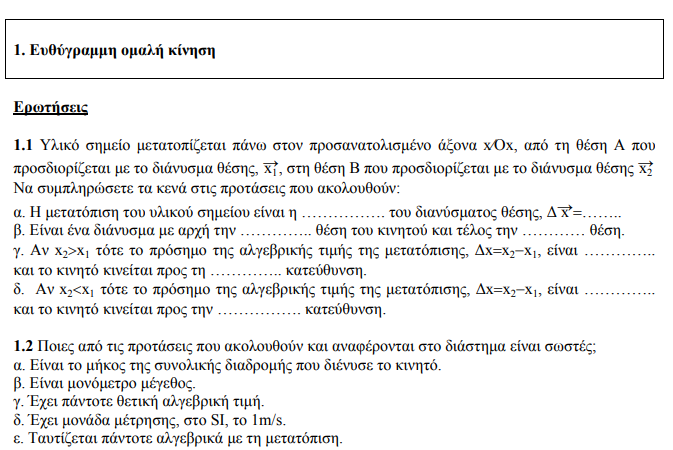 1. Ευθύγραμμη ομαλή κίνηση
Ερωτήσεις
1.1 Υλικό σημείο μετατοπίζεται πάνω στον προσανατολισμένο άξονα x⁄Οx, από τη θέση Α που
προσδιορίζεται με το διάνυσμα θέσης, x₁→, στη θέση Β που προσδιορίζεται με το διάνυσμα θέσης x₂→
Να συμπληρώσετε τα κενά στις προτάσεις που ακολουθούν:
α. Η μετατόπιση του υλικού σημείου είναι η ……………. του διανύσματος θέσης, Δx→=……..
β. Είναι ένα διάνυσμα με αρχή την …………. θέση του κινητού και τέλος την ………… θέση.
γ. Αν x₂>x₁ τότε το πρόσημο της αλγεβρικής τιμής της μετατόπισης, Δx=x₂−x₁, είναι …………..
και το κινητό κινείται προς τη …………. κατεύθυνση.
δ. Αν x₂<x₁ τότε το πρόσημο της αλγεβρικής τιμής της μετατόπισης, Δx=x₂−x₁, είναι …………..
και το κινητό κινείται προς την ……………. κατεύθυνση.
1.2 Ποιες από τις προτάσεις που ακολουθούν και αναφέρονται στο διάστημα είναι σωστές;
α. Είναι το μήκος της συνολικής διαδρομής που διένυσε το κινητό.
β. Είναι μονόμετρο μέγεθος.
γ. Έχει πάντοτε θετική αλγεβρική τιμή.
δ. Έχει μονάδα μέτρησης, στο SI, το 1m/s.
ε. Ταυτίζεται πάντοτε αλγεβρικά με τη μετατόπιση.